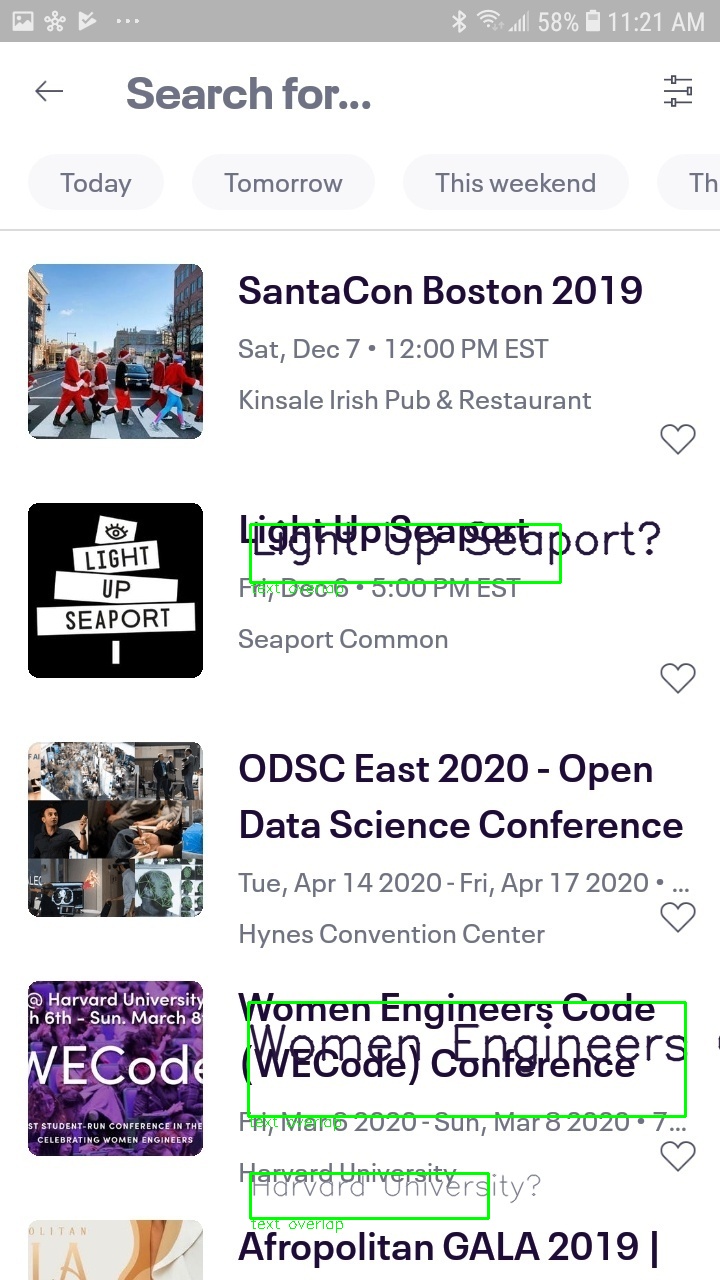 58% 11:21 AM
Search for...
Today
Tomorrow
This weekend
Th
SantaCon Boston 2019
Sat, Dec 7 • 12:00 PM EST
Kinsale Irish Pub & Restaurant
LIGHT
UP
SEAPORT
Light Up Seaport
Light Up Seaport?
Fri, Dec 6 • 5:00 PM EST
text overlap
Seaport Common
ODSC East 2020 - Open
Data Science Conference
Tue, Apr 14 2020 - Fri, Apr 17 2020 • ...
Hynes Convention Center
@ Harvard University
h 6th - Sun. March 8
WECode
ST STUDENT-RUN CONFERENCE IN THE
CELEBRATING WOMEN ENGINEERS
Women Engineers Code
Women Engineers
(WECode) Conference
Fri, Mar 6 2020 - Sun, Mar 8 2020 • 7...
text overlap
Harvard University
Harvard University?
text overlap
OLITAN
LA
Afropolitan GALA 2019 |